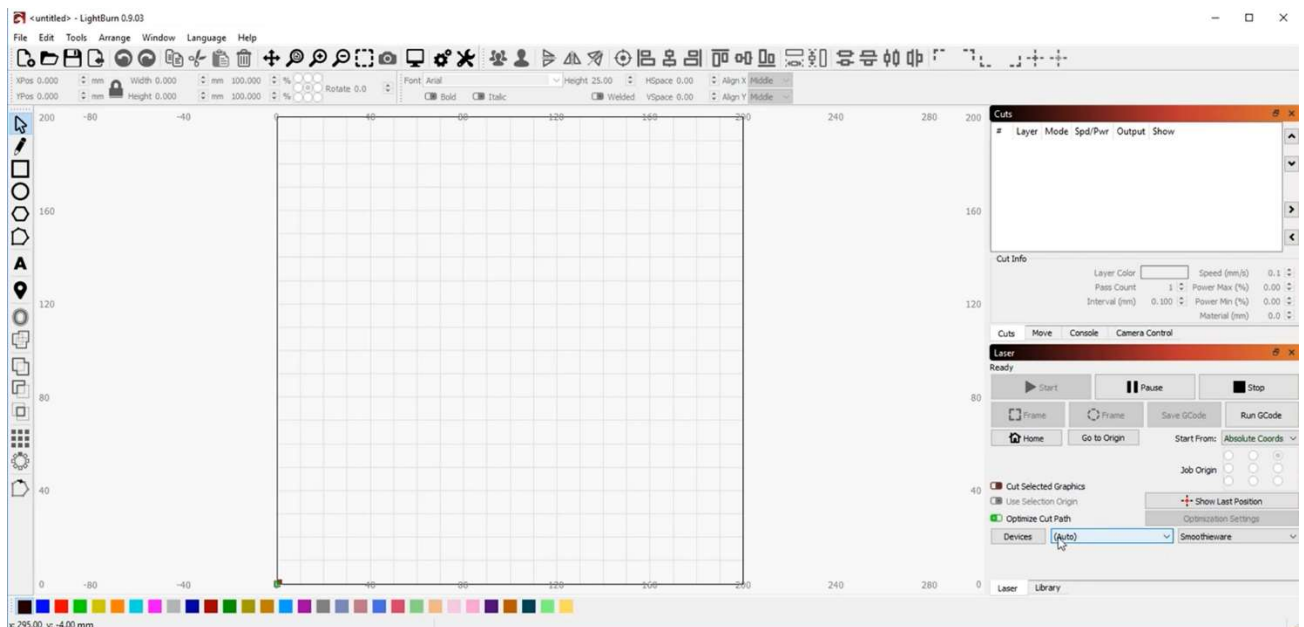 <untitled> - LightBurn 0.9.03
File Edit Tools Arrange Window Language Help
XPos 0.000 mm Width 0.000 mm 100.000 % Rotate 0.0 Font Arial Height 25.00 HSpace 0.00 Align X Middle
YPos 0.000 mm Height 0.000 mm 100.000 % Bold Italic Welded VSpace 0.00 Align Y Middle
200 -80 -40 0 40 80 120 160 200 240 280 200
160 160
120 120
80 80
40 40
0 -80 -40 40 80 120 160 200 240 280 0
Cuts
# Layer Mode Spd/Pwr Output Show
Cut Info
Layer Color Speed (mm/s) 0.1
Pass Count 1 Power Max (%) 0.00
Interval (mm) 0.100 Power Min (%) 0.00
Material (mm) 0.0
Cuts Move Console Camera Control
Laser
Ready
Start Pause Stop
Frame Frame Save GCode Run GCode
Home Go to Origin Start From: Absolute Coords
Job Origin
Cut Selected Graphics
Use Selection Origin Show Last Position
Optimize Cut Path Optimization Settings
Devices (Auto) Smoothieware
Laser Library
x: 295.00, y: -4.00 mm